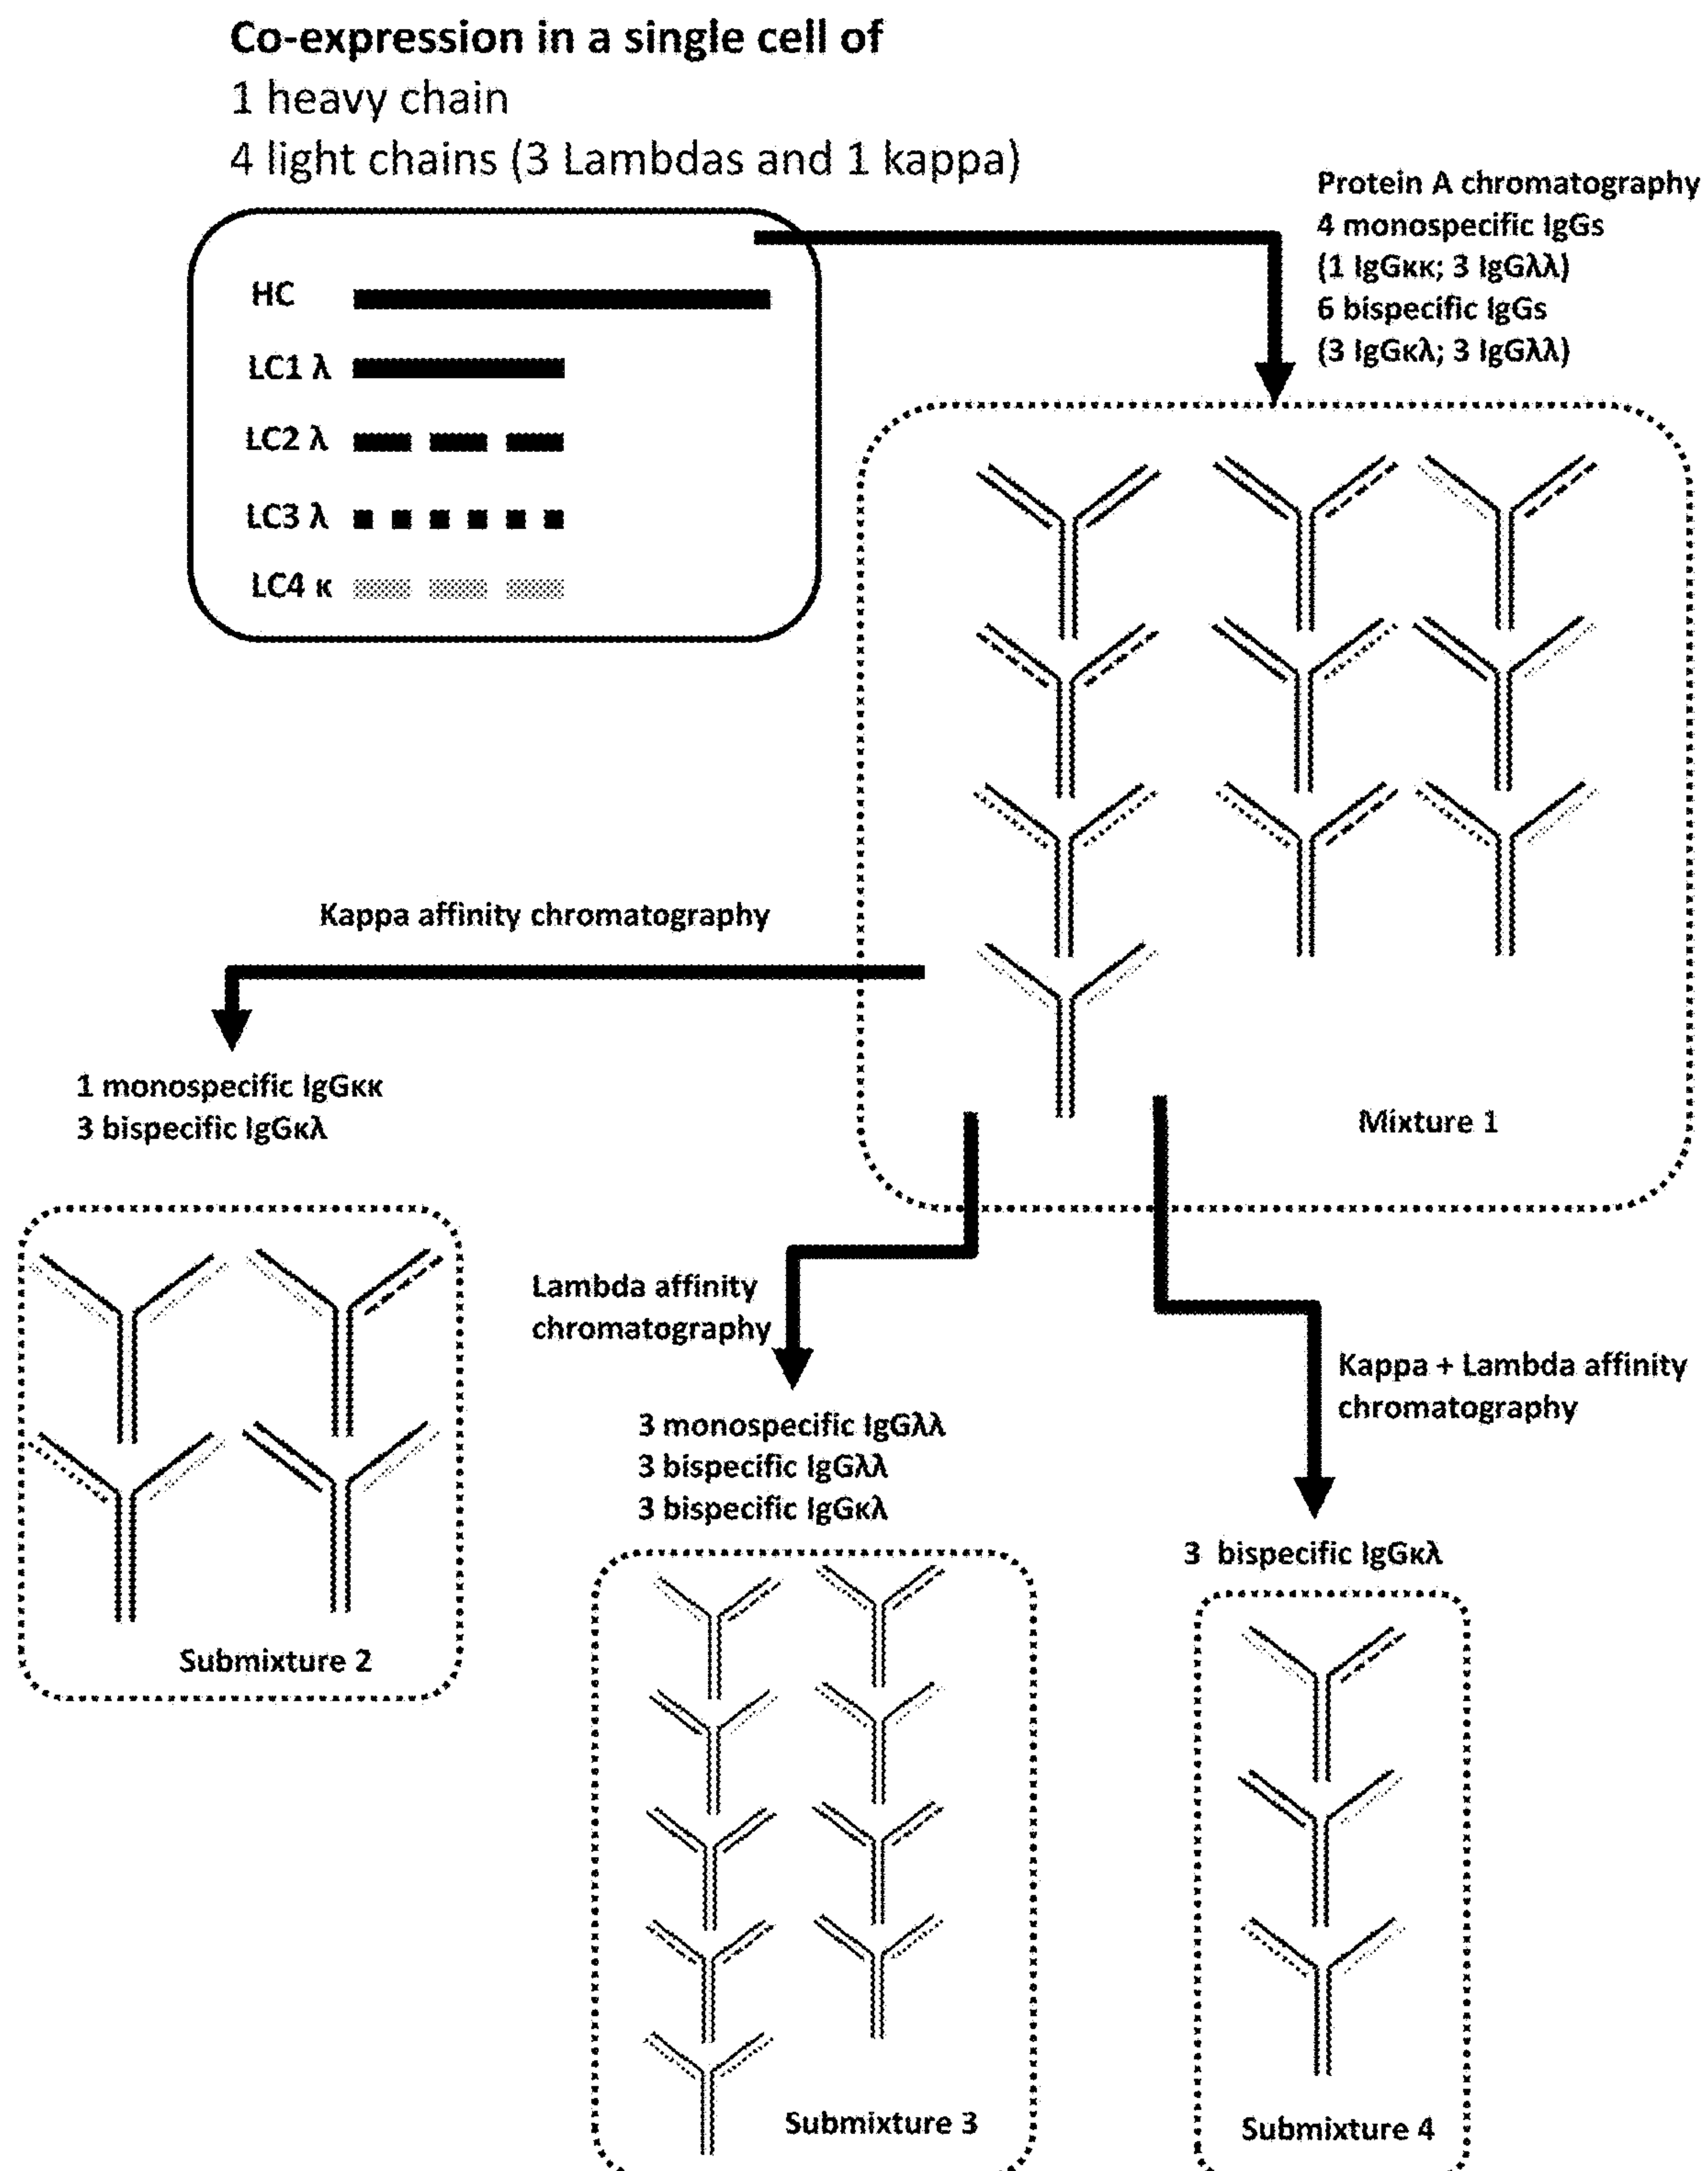 Co-expression in a single cell of
1 heavy chain
4 light chains (3 Lambdas and 1 kappa)
Protein A chromatography
4 monospecific IgGs
(1 IgGκκ; 3 IgGλλ)
6 bispecific IgGs
(3 IgGκλ; 3 IgGλλ)
HC
LC1 λ
LC2 λ
LC3 λ
LC4 κ
Kappa affinity chromatography
1 monospecific IgGκκ
3 bispecific IgGκλ
Mixture 1
Lambda affinity
chromatography
Kappa + Lambda affinity
chromatography
3 monospecific IgGλλ
3 bispecific IgGλλ
3 bispecific IgGκλ
3 bispecific IgGκλ
Submixture 2
Submixture 3
Submixture 4